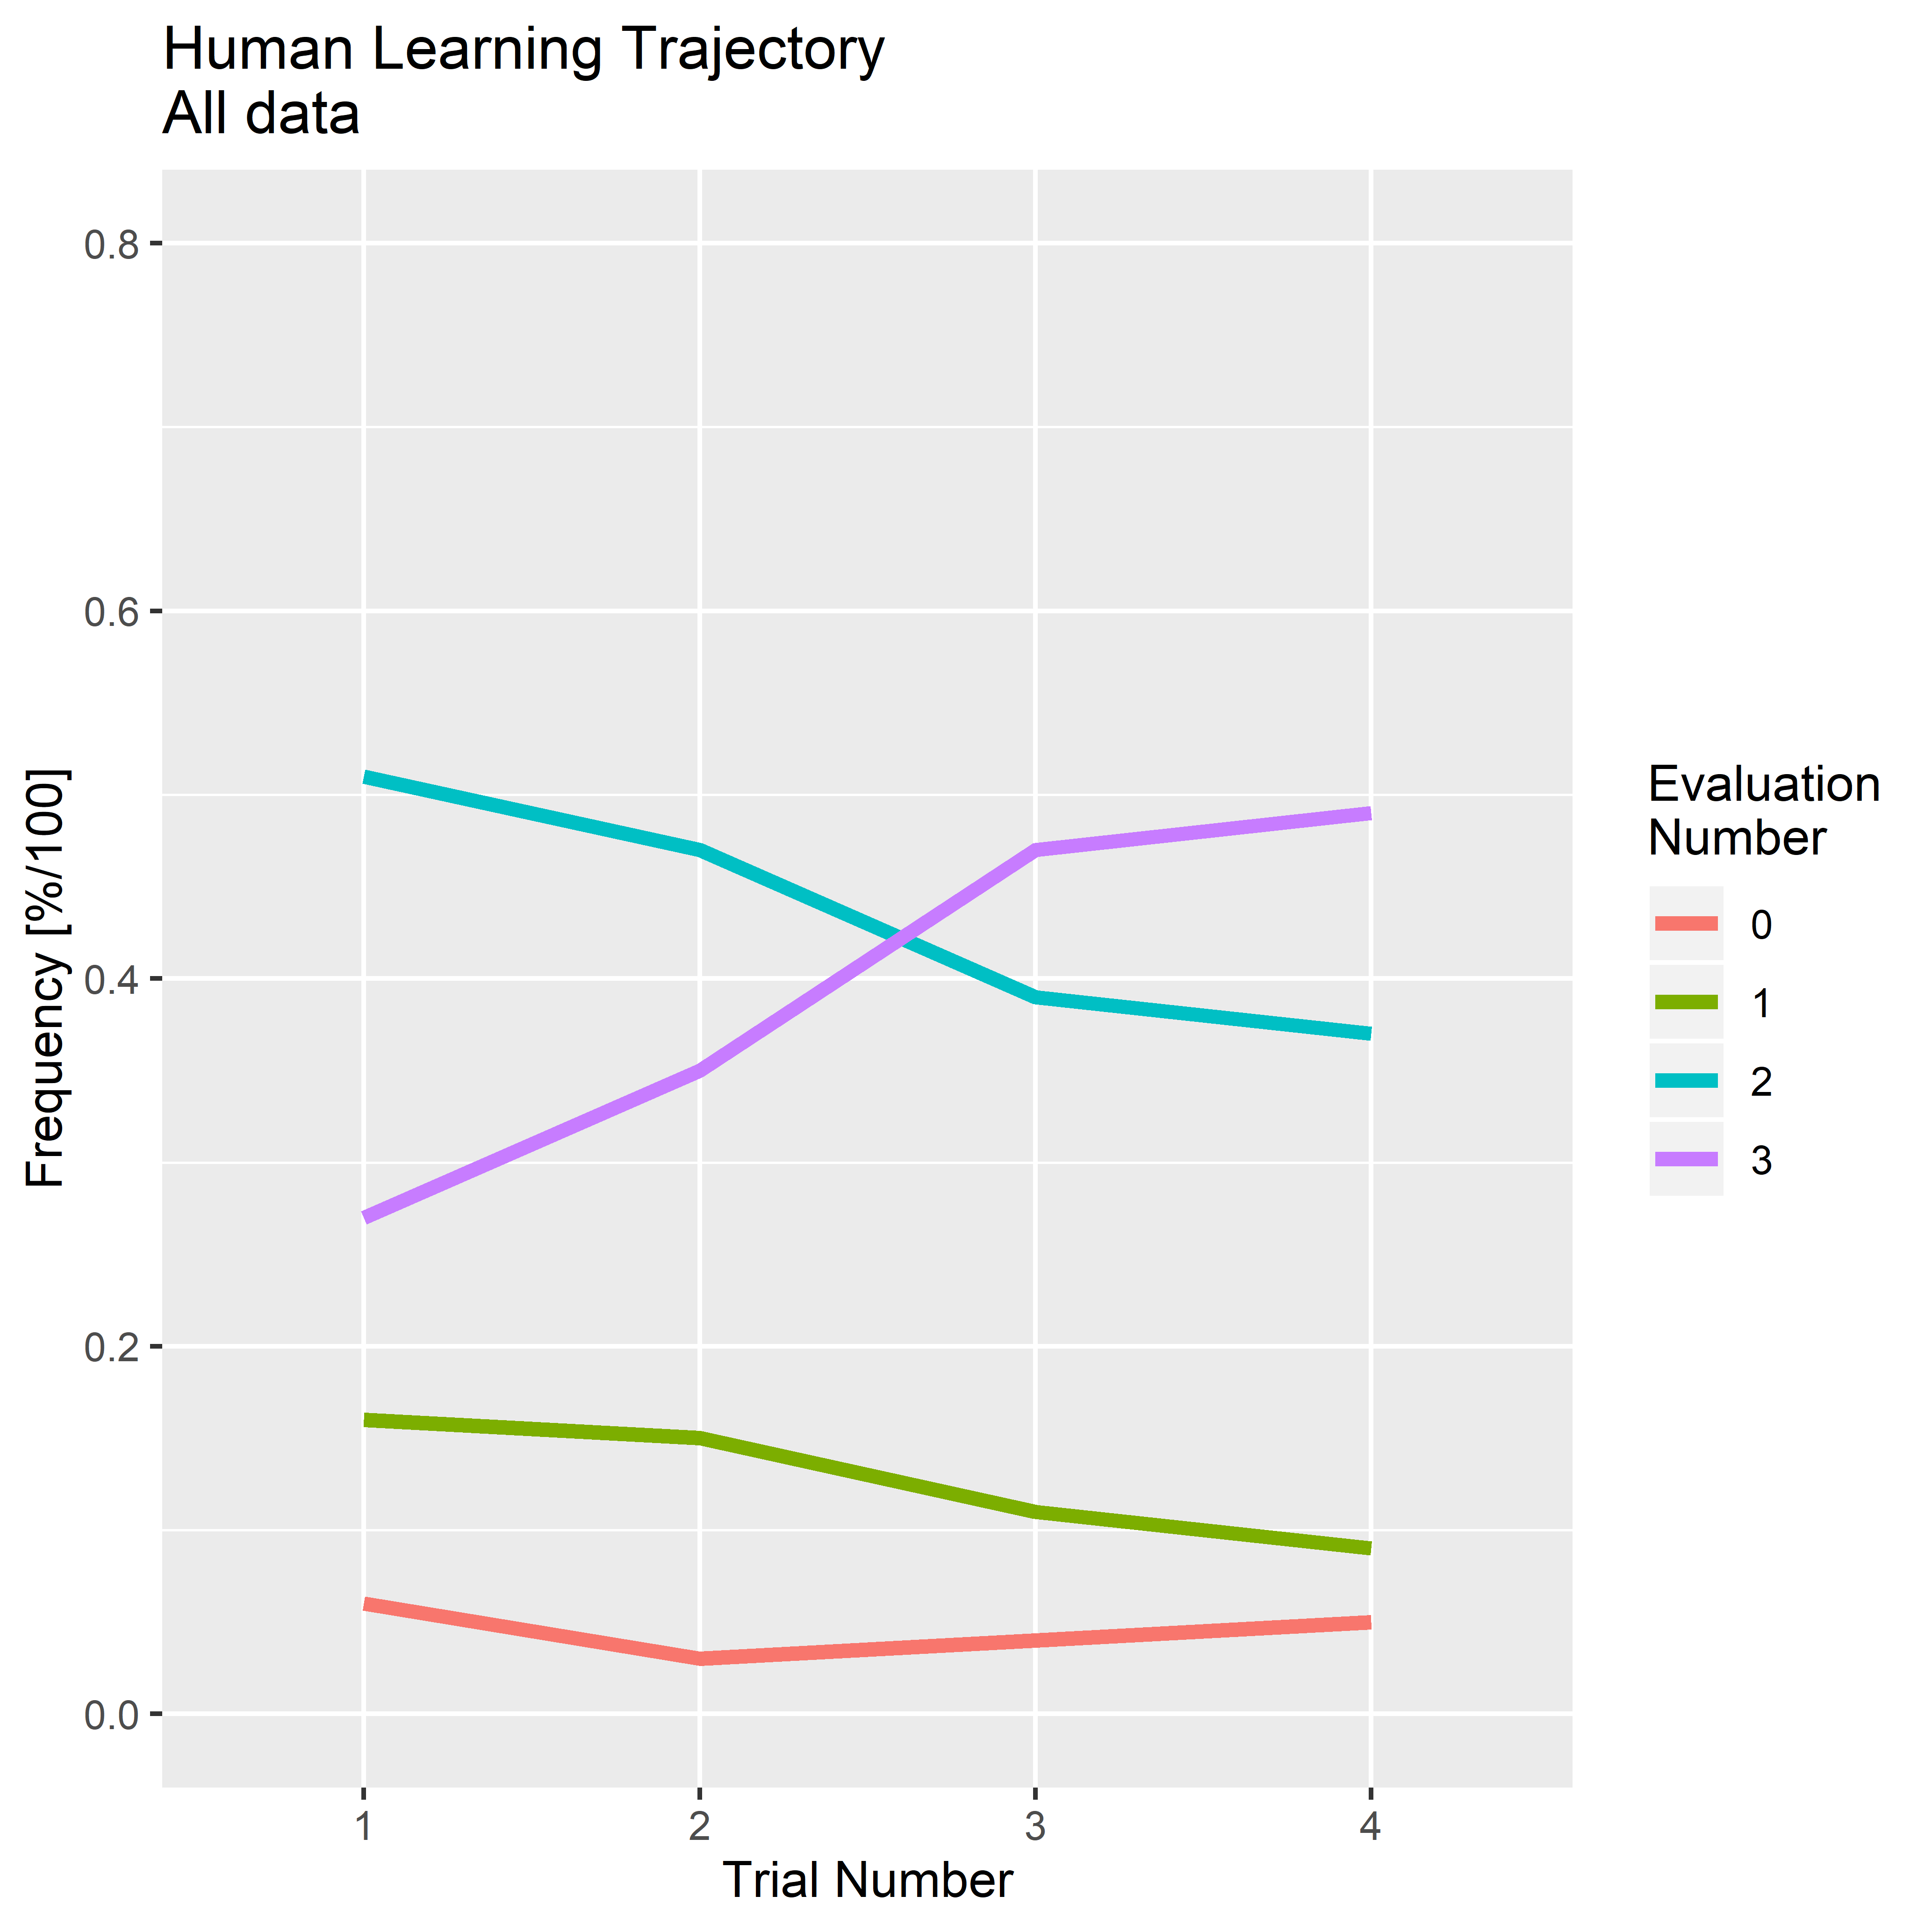 Human Learning Trajectory
All data
0.8
0.6
0.4
0.2
0.0
Frequency [%/100]
1 2 3 4
Trial Number
Evaluation
Number
0
1
2
3